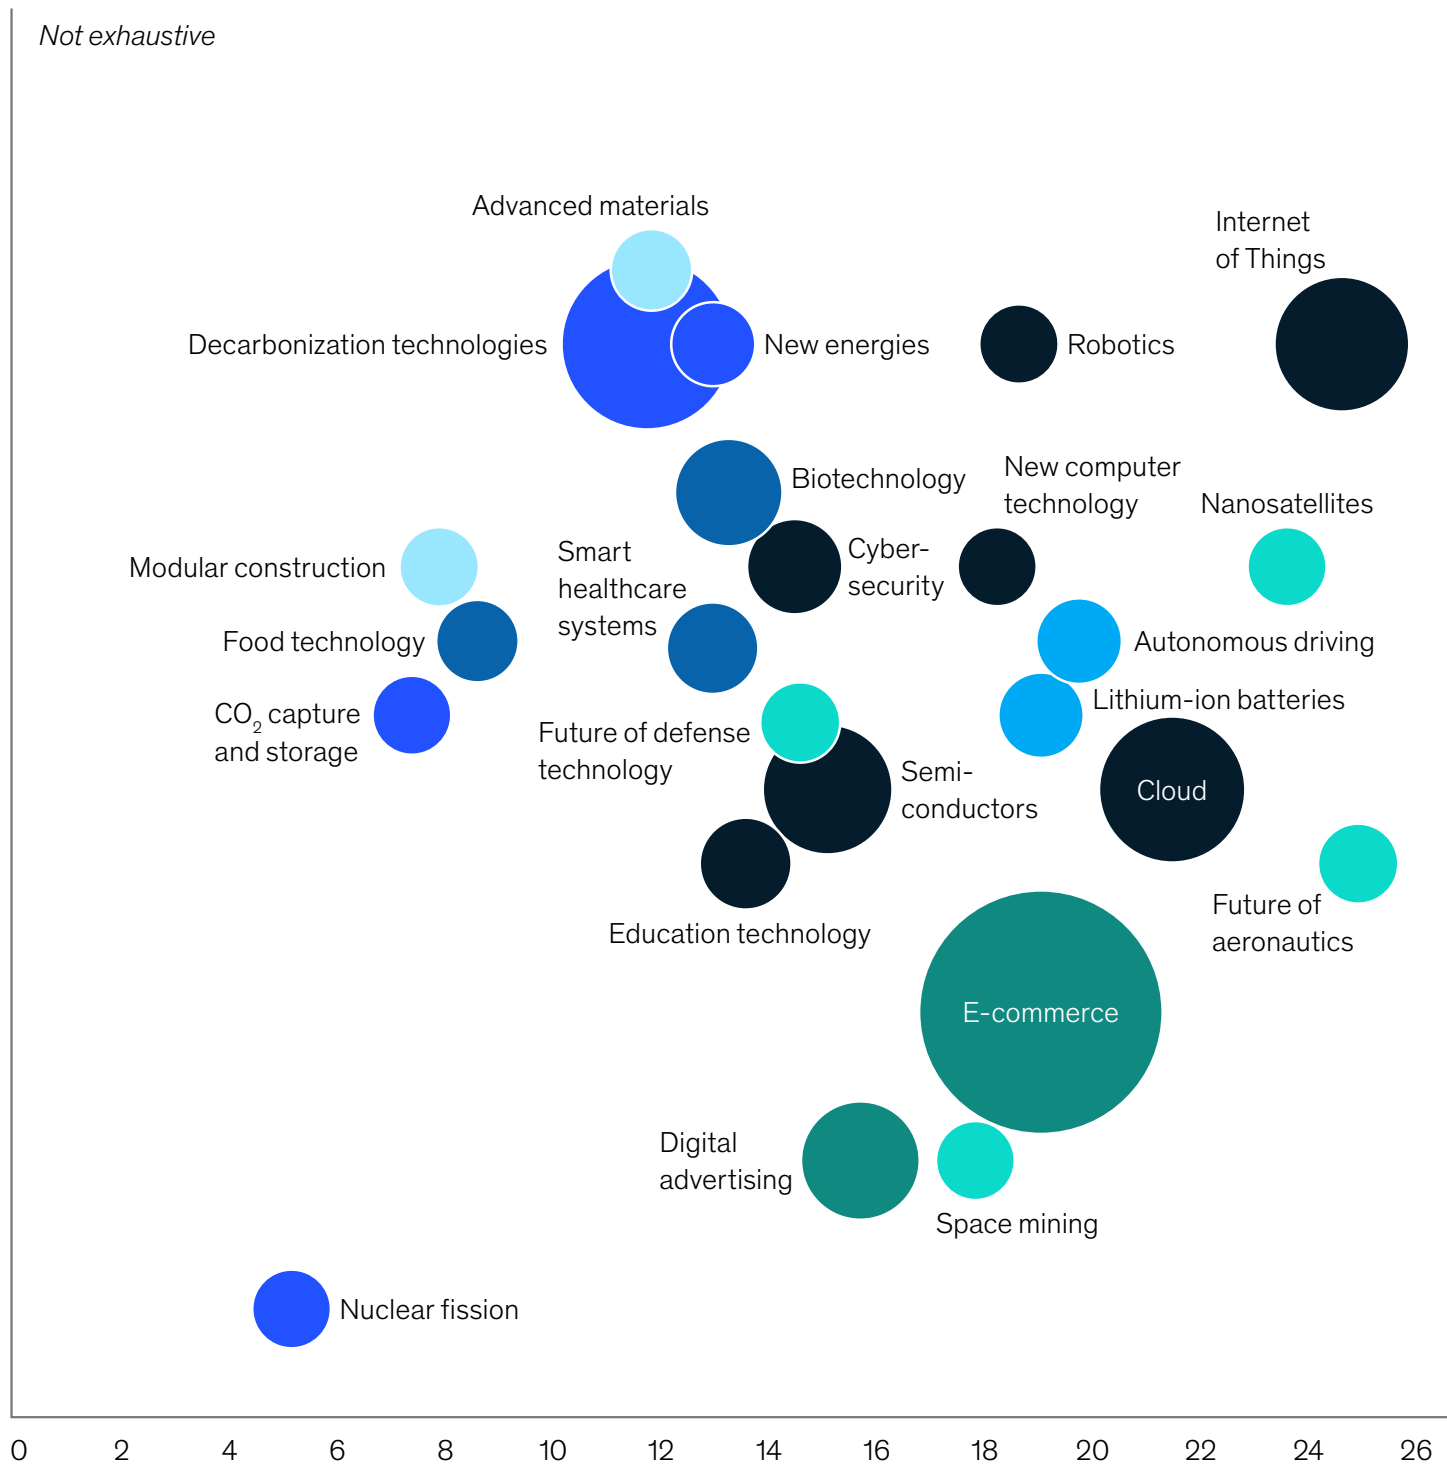 Not exhaustive
Advanced materials
Internet
of Things
Decarbonization technologies
New energies
Robotics
Biotechnology
New computer
technology
Nanosatellites
Modular construction
Smart
healthcare
systems
Cyber-
security
Food technology
Autonomous driving
CO₂ capture
and storage
Lithium-ion batteries
Future of defense
technology
Semi-
conductors
Cloud
Education technology
Future of
aeronautics
E-commerce
Digital
advertising
Space mining
Nuclear fission
0 2 4 6 8 10 12 14 16 18 20 22 24 26